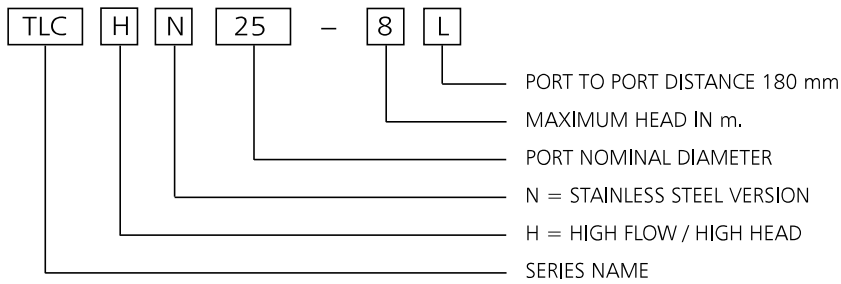 TLC H N 25 – 8 L
PORT TO PORT DISTANCE 180 mm
MAXIMUM HEAD IN m.
PORT NOMINAL DIAMETER
N = STAINLESS STEEL VERSION
H = HIGH FLOW / HIGH HEAD
SERIES NAME